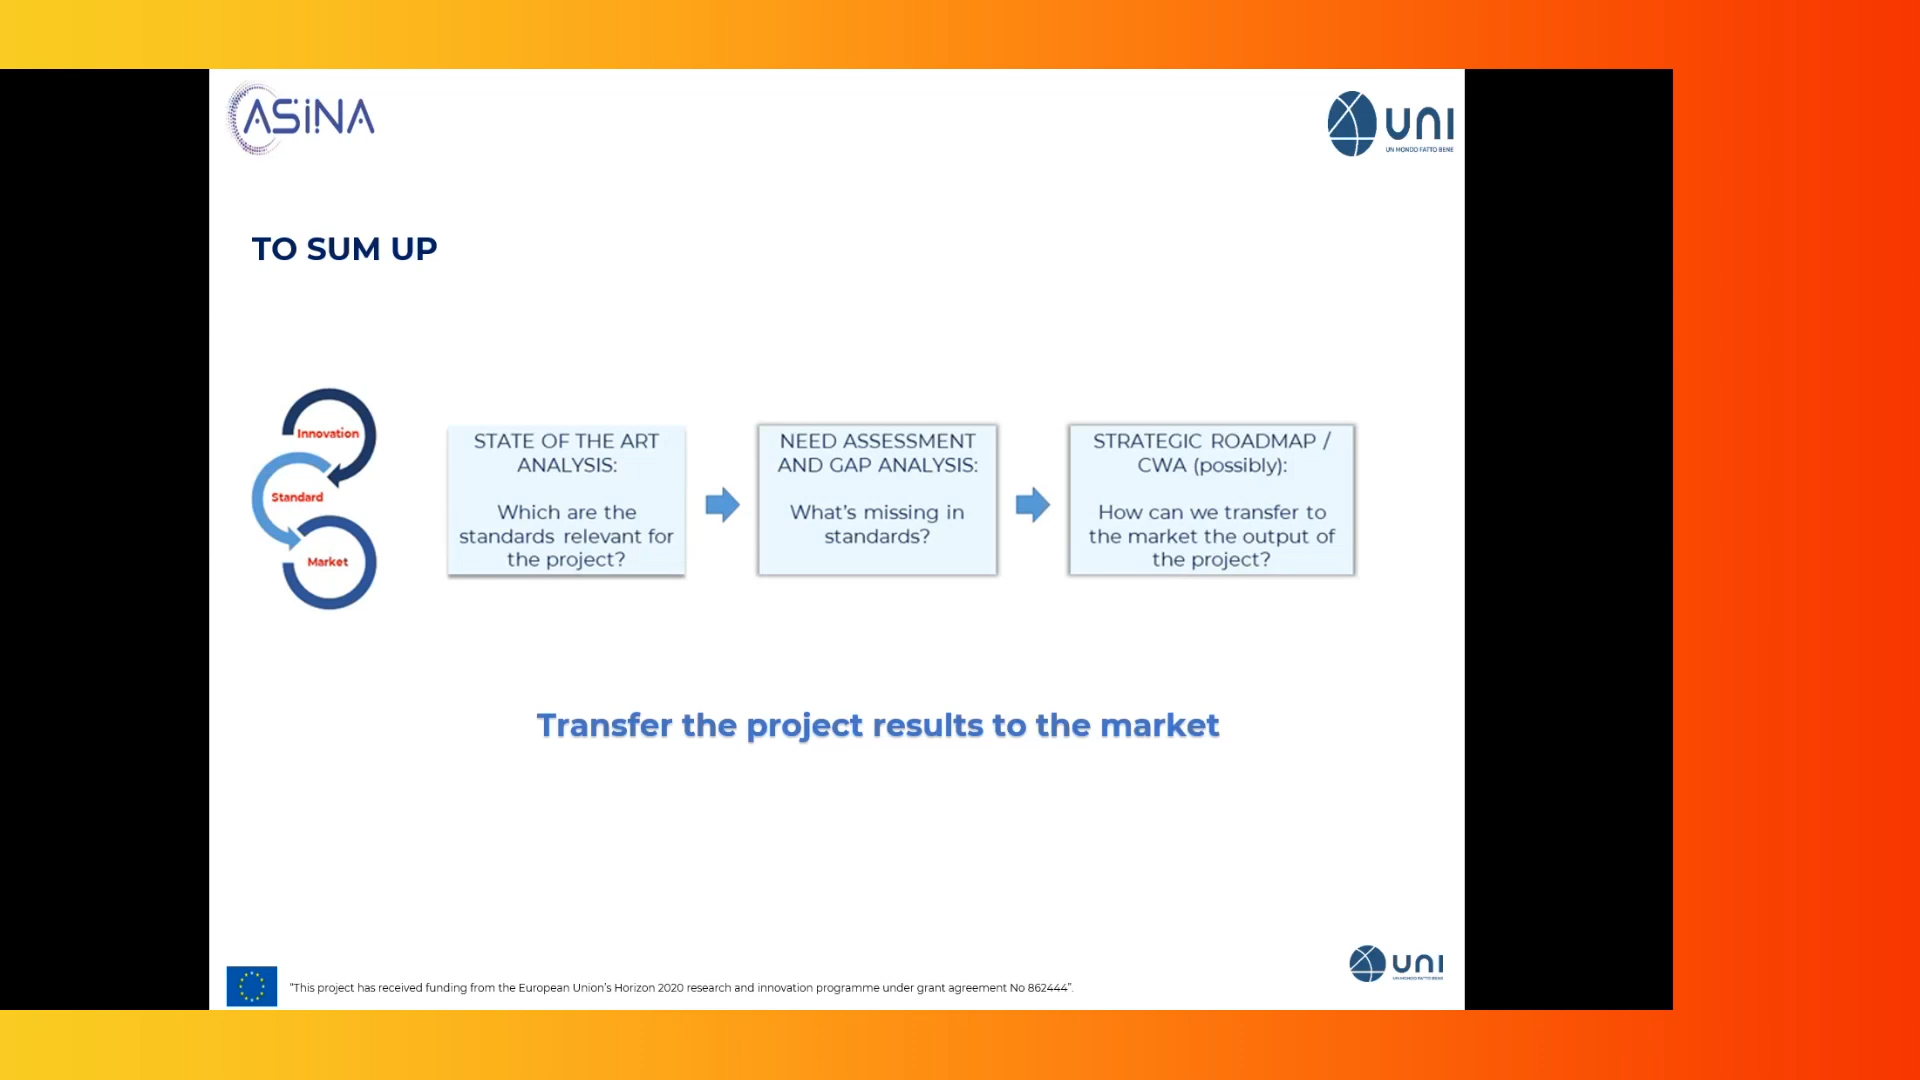 ASiNA
UNI
UN MONDO FATTO BENE
TO SUM UP
Innovation
Standard
Market
STATE OF THE ART
ANALYSIS:
Which are the
standards relevant for
the project?
NEED ASSESSMENT
AND GAP ANALYSIS:
What's missing in
standards?
STRATEGIC ROADMAP /
CWA (possibly):
How can we transfer to
the market the output of
the project?
Transfer the project results to the market
"This project has received funding from the European Union's Horizon 2020 research and innovation programme under grant agreement No 862444".
UNI
UN MONDO FATTO BENE